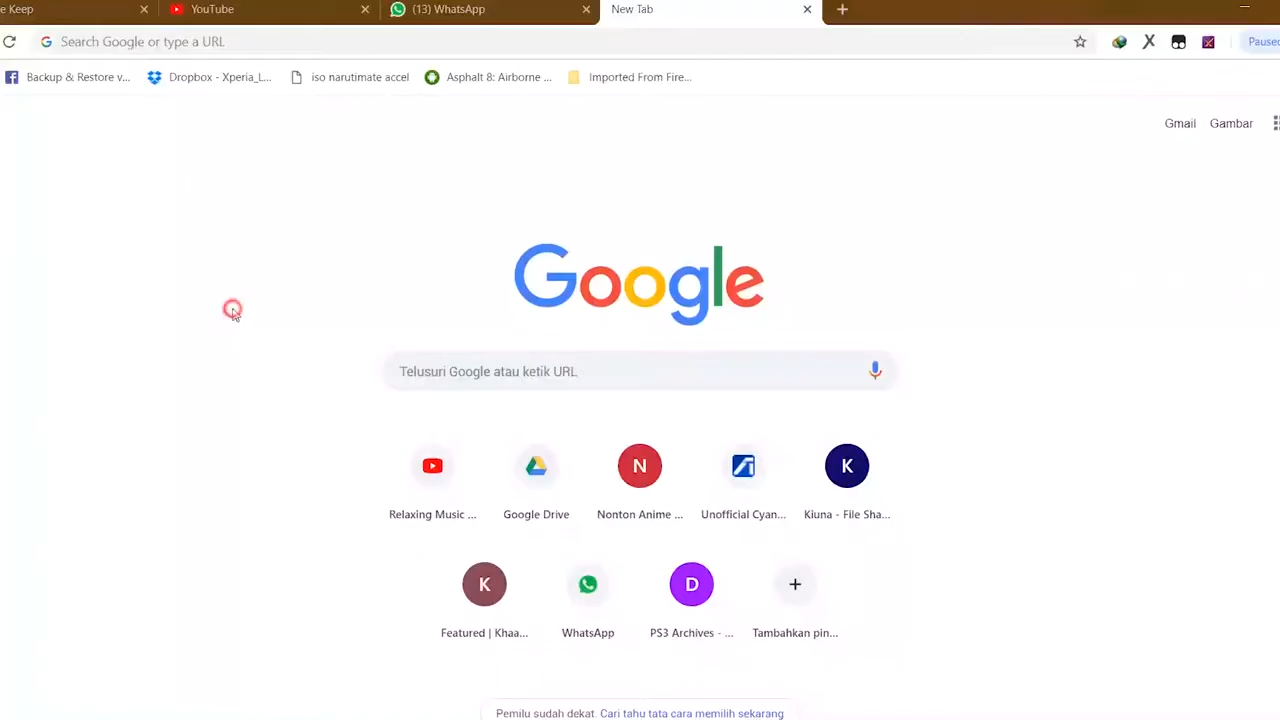 e Keep
YouTube
(13) WhatsApp
New Tab
Search Google or type a URL
Paused
Backup & Restore v...
Dropbox - Xperia_L...
iso narutimate accel
Asphalt 8: Airborne ...
Imported From Fire...
Gmail
Gambar
Google
Telusuri Google atau ketik URL
Relaxing Music ...
Google Drive
N
Nonton Anime ...
Unofficial Cyan...
K
Kiuna - File Sha...
K
Featured | Khaa...
WhatsApp
D
PS3 Archives - ...
Tambahkan pin...
Pemilu sudah dekat. Cari tahu tata cara memilih sekarang